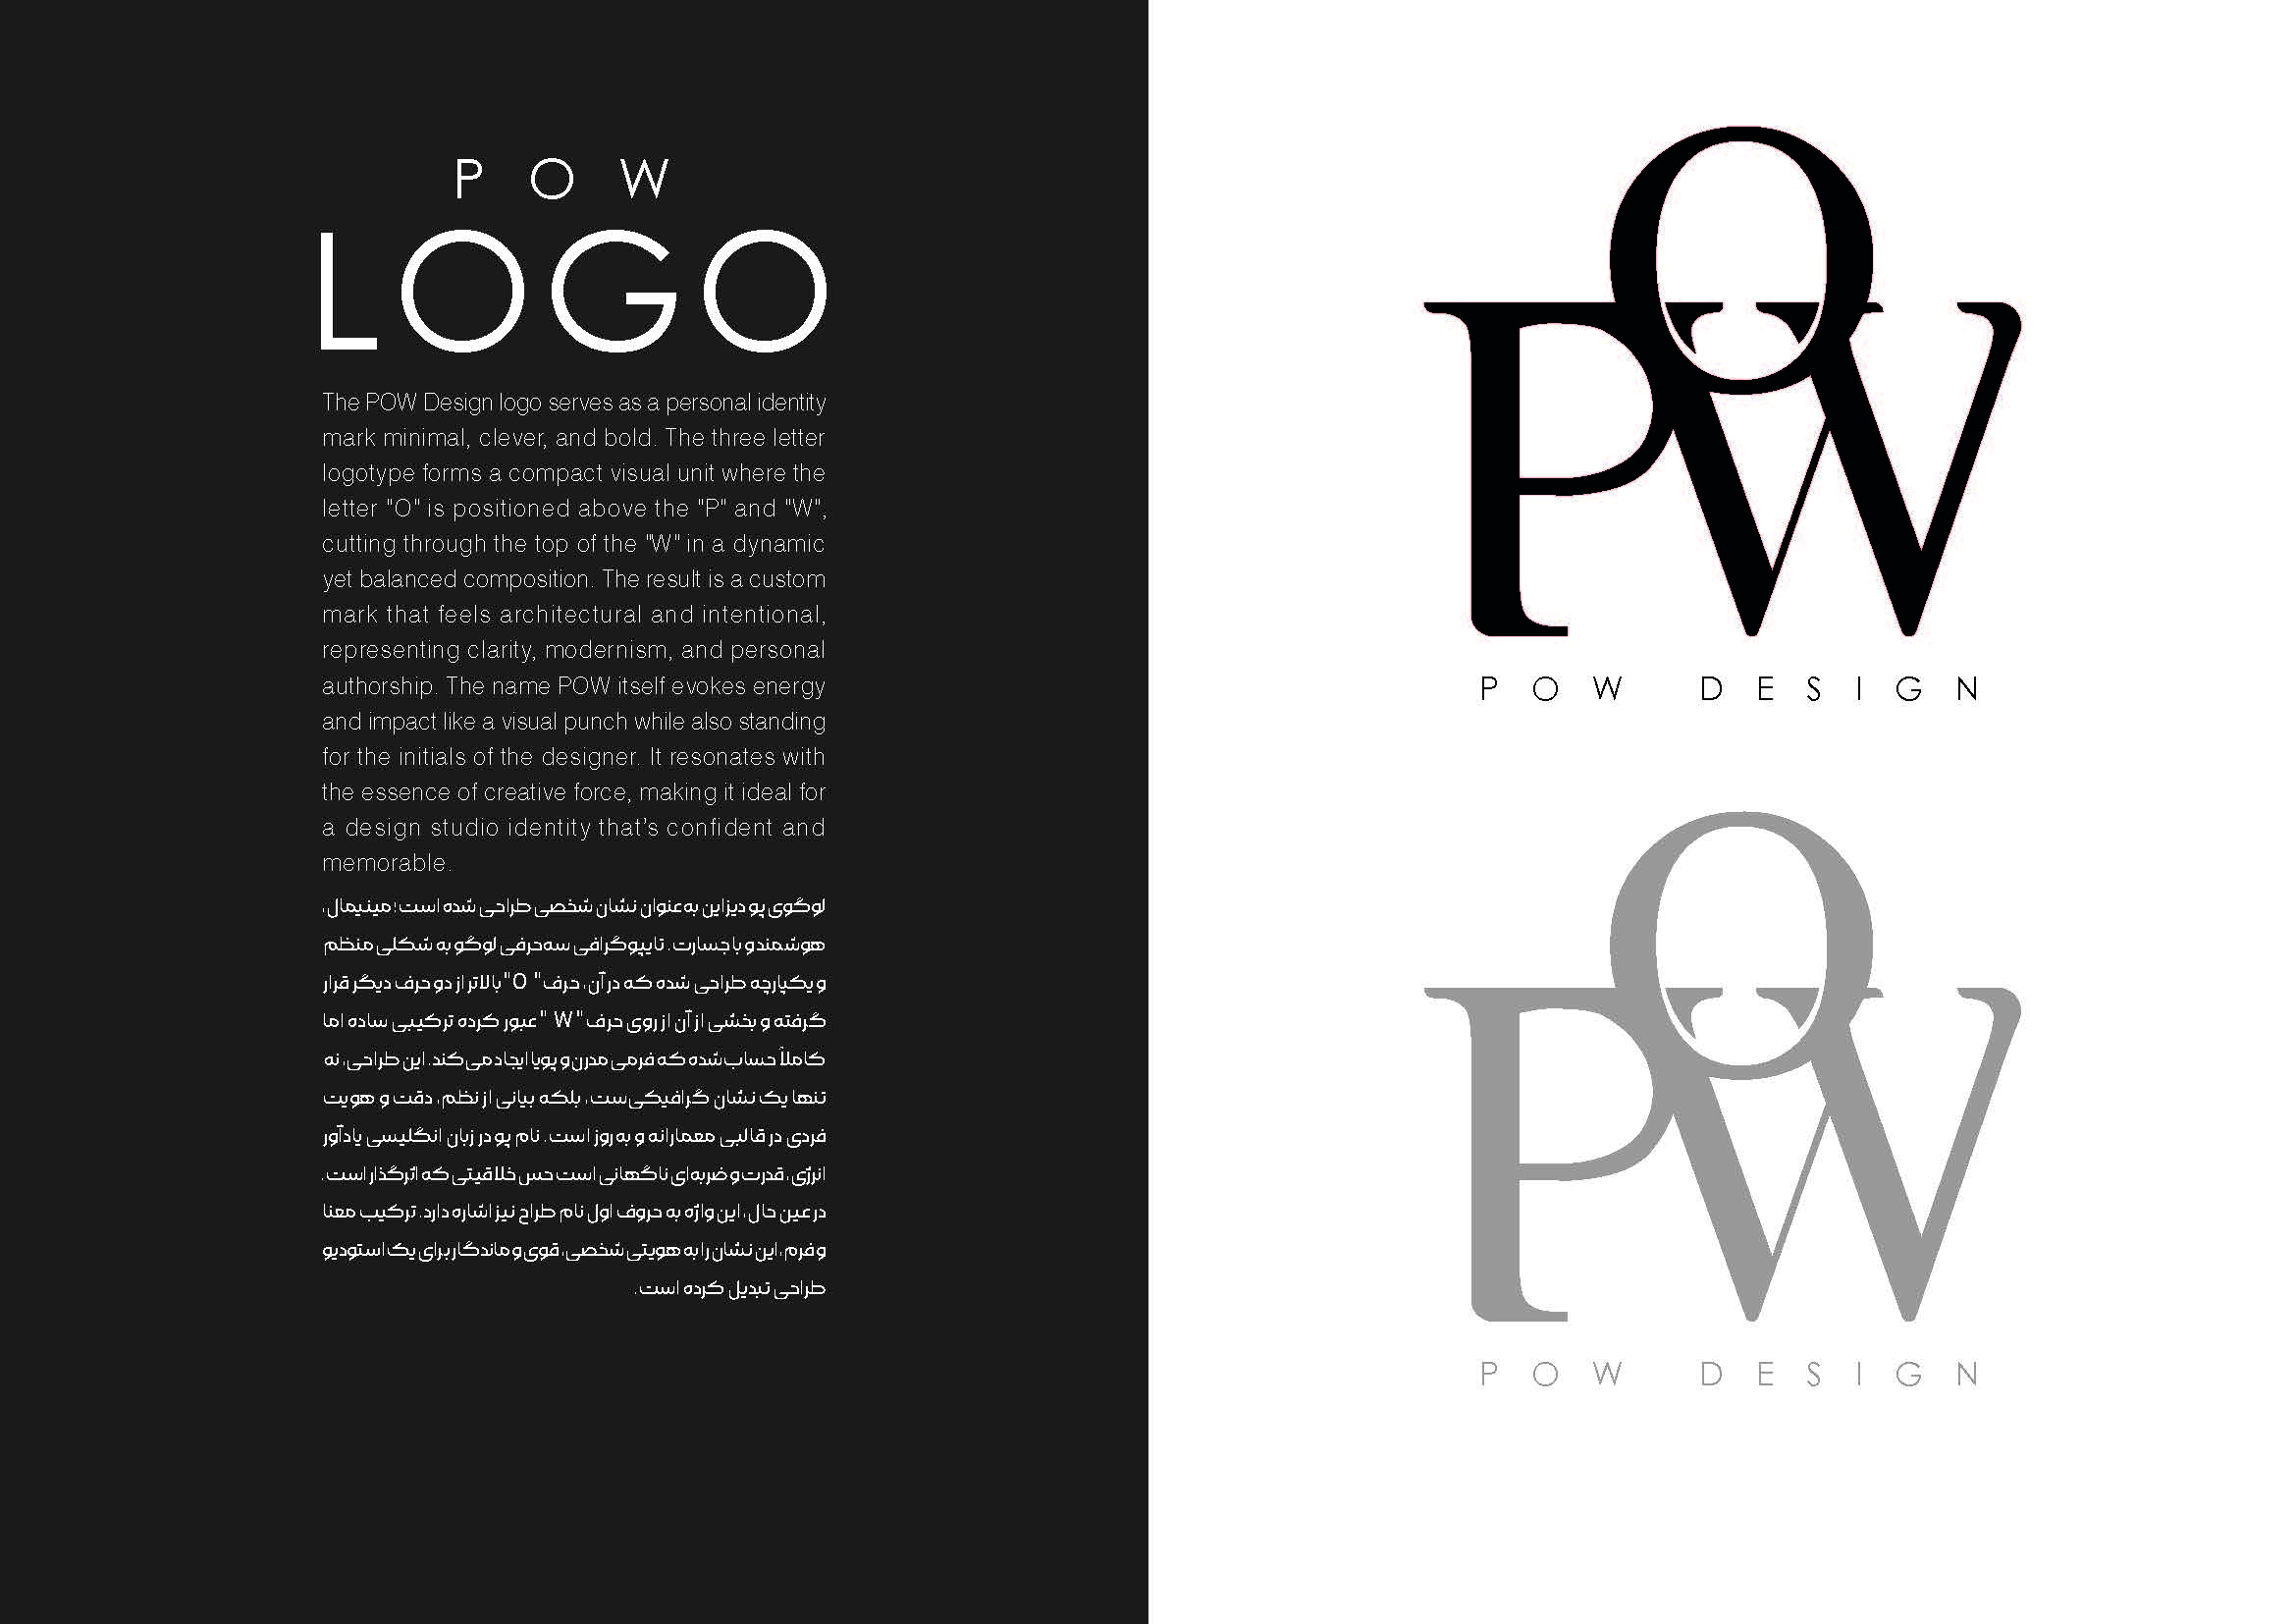 P O W
LOGO
The POW Design logo serves as a personal identity
mark minimal, clever, and bold. The three letter
logotype forms a compact visual unit where the
letter "O" is positioned above the "P" and "W",
cutting through the top of the "W" in a dynamic
yet balanced composition. The result is a custom
mark that feels architectural and intentional,
representing clarity, modernism, and personal
authorship. The name POW itself evokes energy
and impact like a visual punch while also standing
for the initials of the designer. It resonates with
the essence of creative force, making it ideal for
a design studio identity that’s confident and
memorable.
لوگوی پو دیزاین به‌عنوان نشان شخصی طراحی شده است؛ مینیمال،
هوشمند و با جسارت. تایپوگرافی سه‌حرفی لوگو به شکلی منظم
و یکپارچه طراحی شده که در آن، حرف " O" بالاتر از دو حرف دیگر قرار
گرفته و بخشی از آن از روی حرف "W " عبور کرده ترکیبی ساده اما
کاملاً حساب‌شده که فرمی مدرن و پویا ایجاد می‌کند. این طراحی، نه
تنها یک نشان گرافیکی‌ست، بلکه بیانی از نظم، دقت و هویت
فردی در قالبی معمارانه و به‌روز است. نام پو در زبان انگلیسی یادآور
انرژی، قدرت و ضربه‌ای ناگهانی است حس خلاقیتی که اثرگذار است.
در عین حال، این واژه به حروف اول نام طراح نیز اشاره دارد. ترکیب معنا
و فرم، این نشان را به هویتی شخصی، قوی و ماندگار برای یک استودیو
طراحی تبدیل کرده است.
POW
POW DESIGN
POW
POW DESIGN